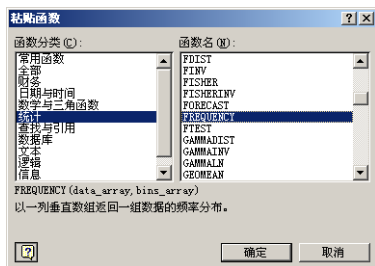 粘贴函数
函数分类(C):
常用函数
全部
财务
日期与时间
数学与三角函数
统计
查找与引用
数据库
文本
逻辑
信息
函数名(N):
FDIST
FINV
FISHER
FISHERINV
FORECAST
FREQUENCY
FTEST
GAMMADIST
GAMMAINV
GAMMALN
GEOMEAN
FREQUENCY(data_array,bins_array)
以一列垂直数组返回一组数据的频率分布。
确定
取消